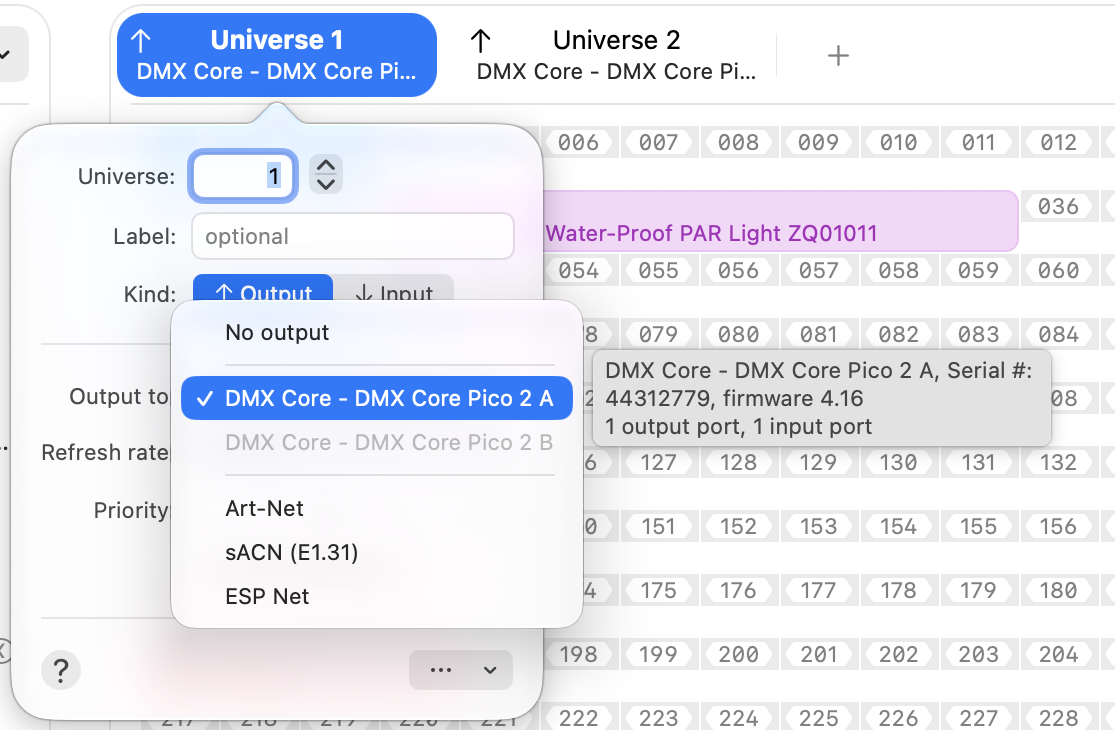 Universe 1
DMX Core - DMX Core Pi...
Universe 2
DMX Core - DMX Core Pi...
006 007 008 009 010 011 012
Universe: 1
Label: optional
Water-Proof PAR Light ZQ01011
036
054 055 056 057 058 059 060
Kind: Output Input
No output
079 080 081 082 083 084
Output to
DMX Core - DMX Core Pico 2 A
DMX Core - DMX Core Pico 2 B
DMX Core - DMX Core Pico 2 A, Serial #:
44312779, firmware 4.16
1 output port, 1 input port
Refresh rate
127 128 129 130 131 132
Priority:
Art-Net
151 152 153 154 155 156
sACN (E1.31)
ESP Net
175 176 177 178 179 180
198 199 200 201 202 203 204
?
217 218 219 220 221 222 223 224 225 226 227 228